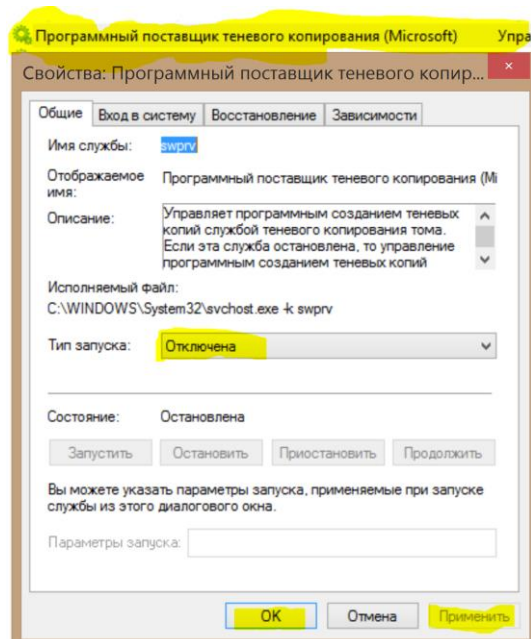 Программный поставщик теневого копирования (Microsoft) Упра
Свойства: Программный поставщик теневого копир...
Общие Вход в систему Восстановление Зависимости
Имя службы: swprv
Отображаемое имя: Программный поставщик теневого копирования (Mi
Описание: Управляет программным созданием теневых
копий службой теневого копирования тома.
Если эта служба остановлена, то управление
программным созданием теневых копий
Исполняемый файл:
C:\WINDOWS\System32\svchost.exe -k swprv
Тип запуска: Отключена
Состояние: Остановлена
Запустить Остановить Приостановить Продолжить
Вы можете указать параметры запуска, применяемые при запуске
службы из этого диалогового окна.
Параметры запуска:
OK Отмена Применить